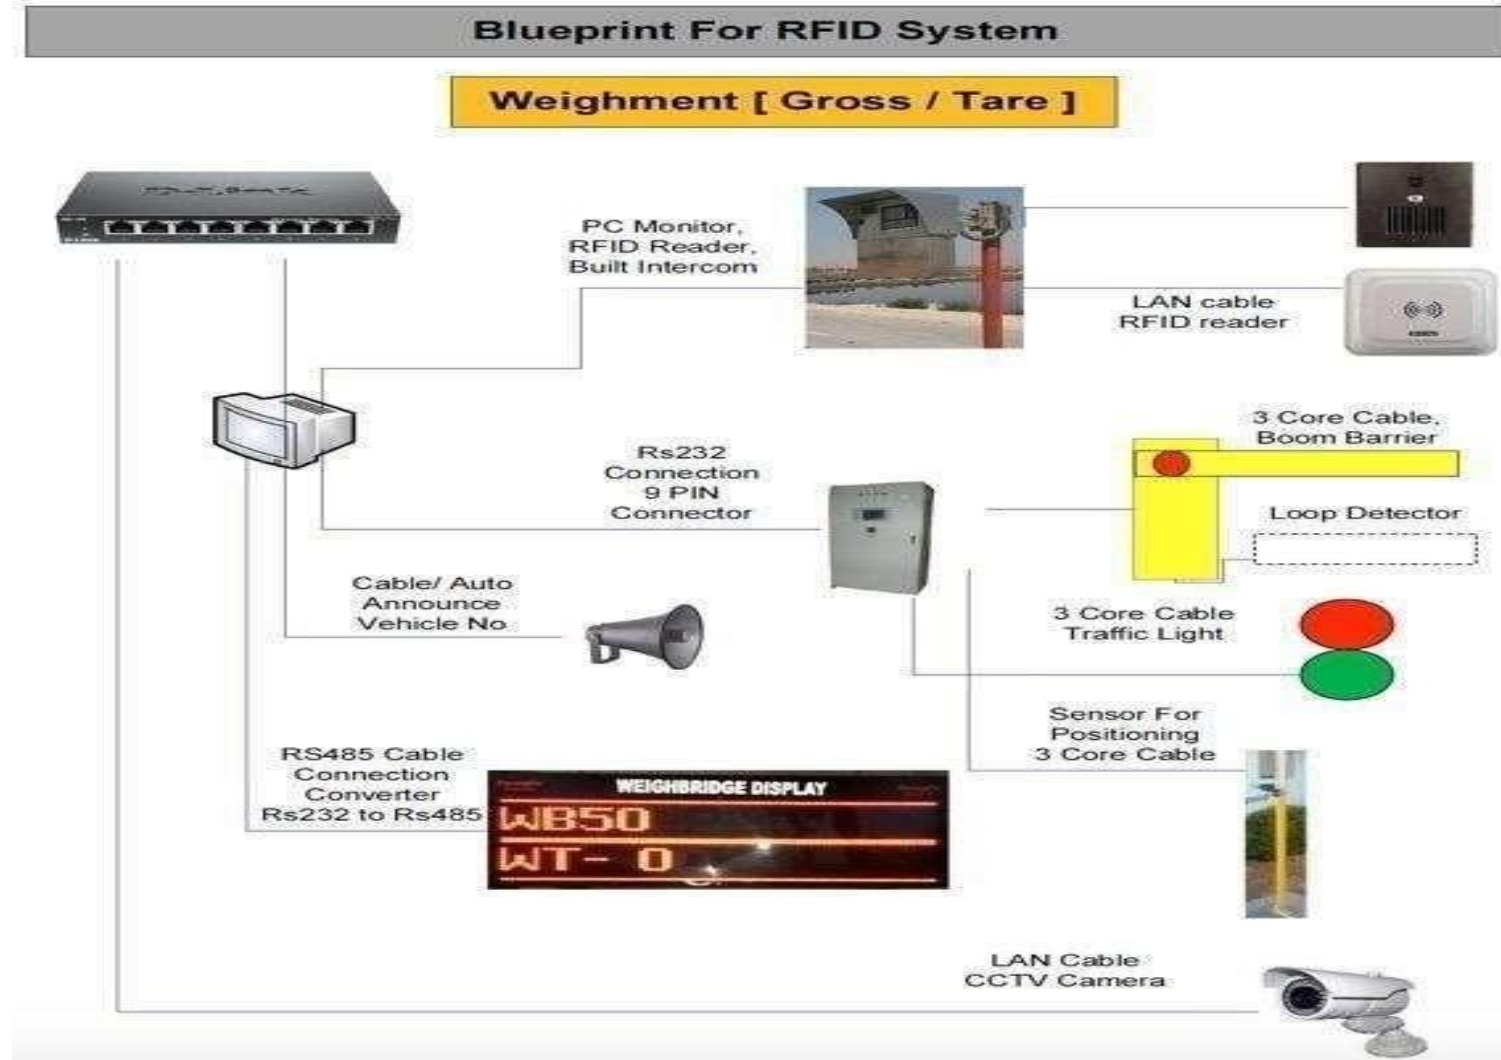 Blueprint For RFID System
Weighment [ Gross / Tare ]
PC Monitor,
RFID Reader,
Built Intercom
LAN cable
RFID reader
3 Core Cable,
Boom Barrier
Rs232
Connection
9 PIN
Connector
Loop Detector
Cable/ Auto
Announce
Vehicle No
3 Core Cable
Traffic Light
Sensor For
Positioning
3 Core Cable
RS485 Cable
Connection
Converter
Rs232 to Rs485
WEIGHBRIDGE DISPLAY
WB50
WT- 0
LAN Cable
CCTV Camera